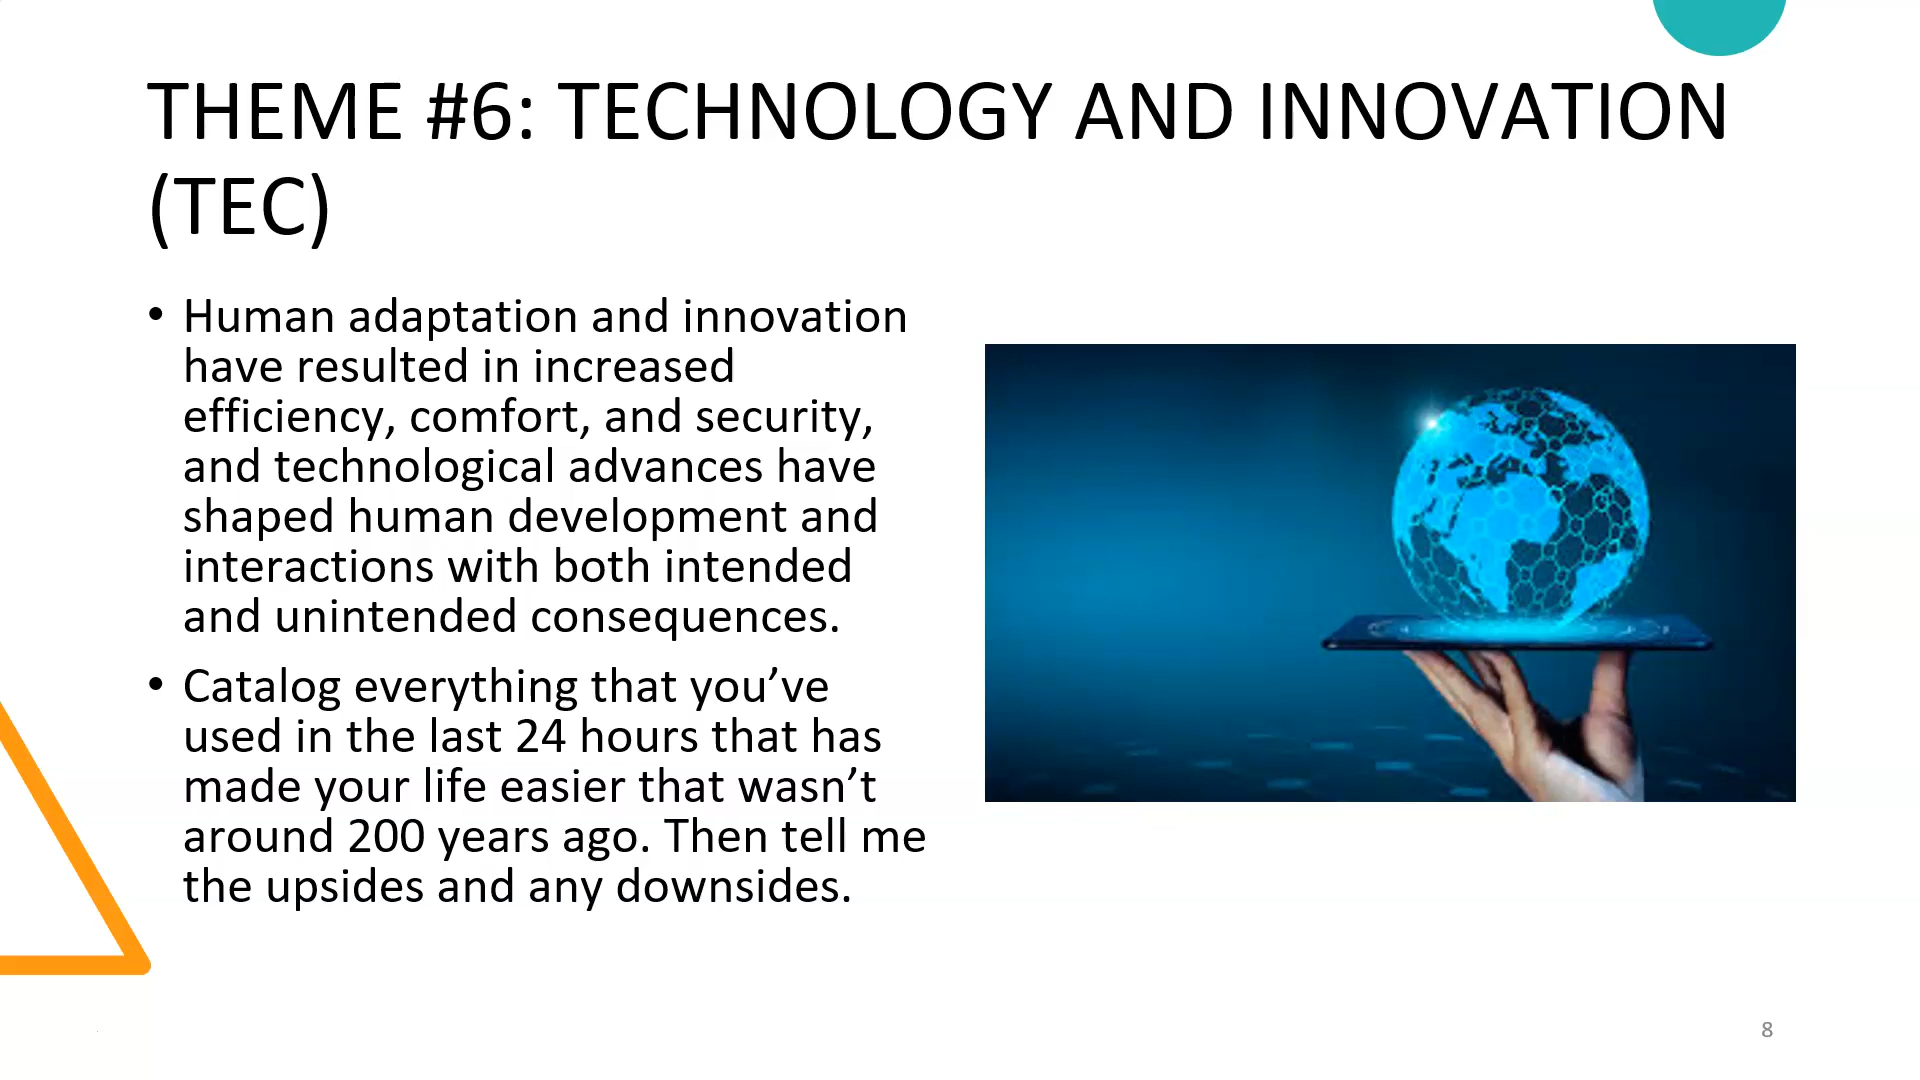 THEME #6: TECHNOLOGY AND INNOVATION
(TEC)
• Human adaptation and innovation
have resulted in increased
efficiency, comfort, and security,
and technological advances have
shaped human development and
interactions with both intended
and unintended consequences.
• Catalog everything that you’ve
used in the last 24 hours that has
made your life easier that wasn’t
around 200 years ago. Then tell me
the upsides and any downsides.
8